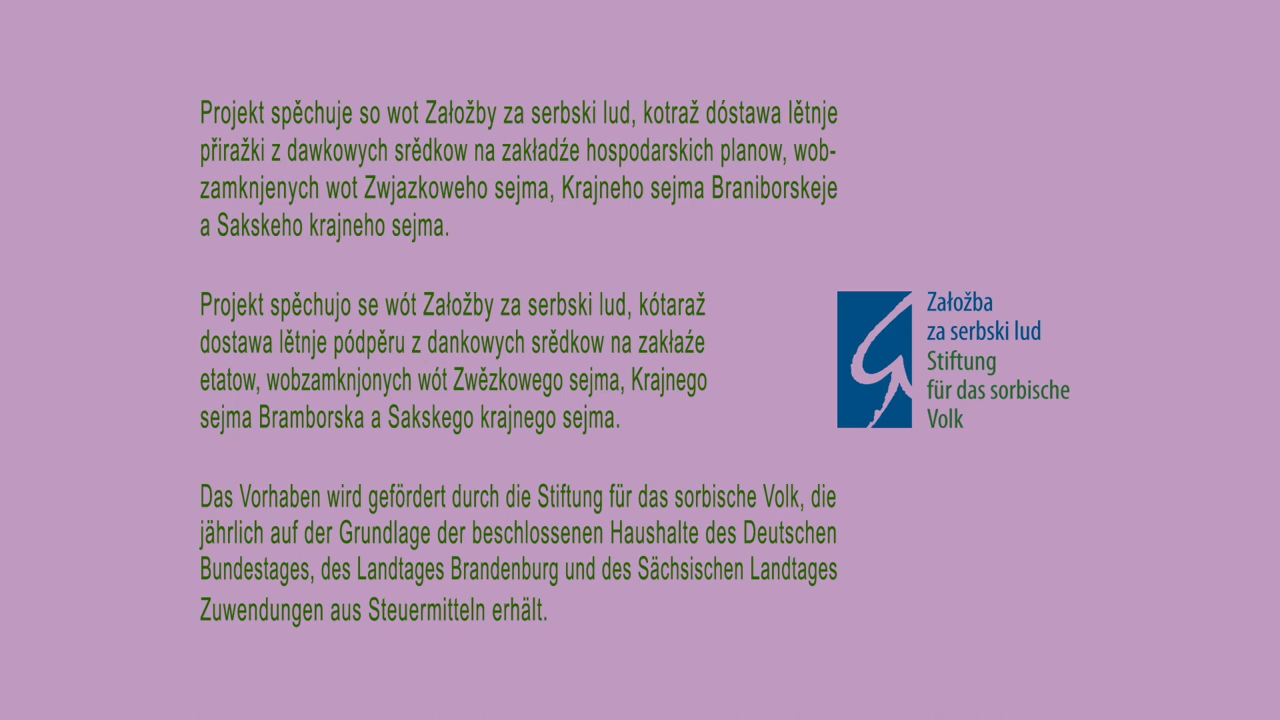 Projekt spěchuje so wot Załožby za serbski lud, kotraž dóstawa lětnje
přiražki z dawkowych srědkow na zakładźe hospodarskich planow, wob-
zamknjenych wot Zwjazkoweho sejma, Krajneho sejma Braniborskeje
a Sakskeho krajneho sejma.
Projekt spěchujo se wót Załožby za serbski lud, kótaraž
dostawa lětnje pódpěru z dankowych srědkow na zakłaźe
etatow, wobzamknjonych wót Zwězkowego sejma, Krajnego
sejma Bramborska a Sakskego krajnego sejma.
Załožba
za serbski lud
Stiftung
für das sorbische
Volk
Das Vorhaben wird gefördert durch die Stiftung für das sorbische Volk, die
jährlich auf der Grundlage der beschlossenen Haushalte des Deutschen
Bundestages, des Landtages Brandenburg und des Sächsischen Landtages
Zuwendungen aus Steuermitteln erhält.